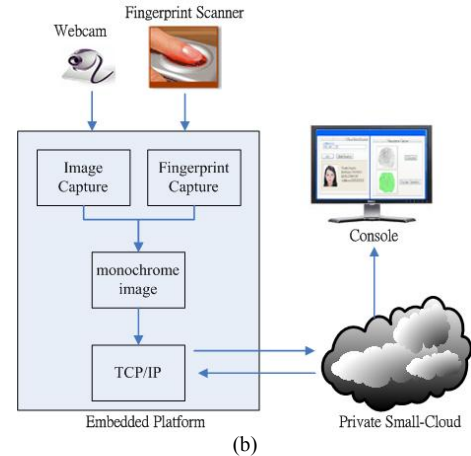 Fingerprint Scanner
Webcam
Image
Capture
Fingerprint
Capture
monochrome
image
TCP/IP
Embedded Platform
Console
Private Small-Cloud
(b)